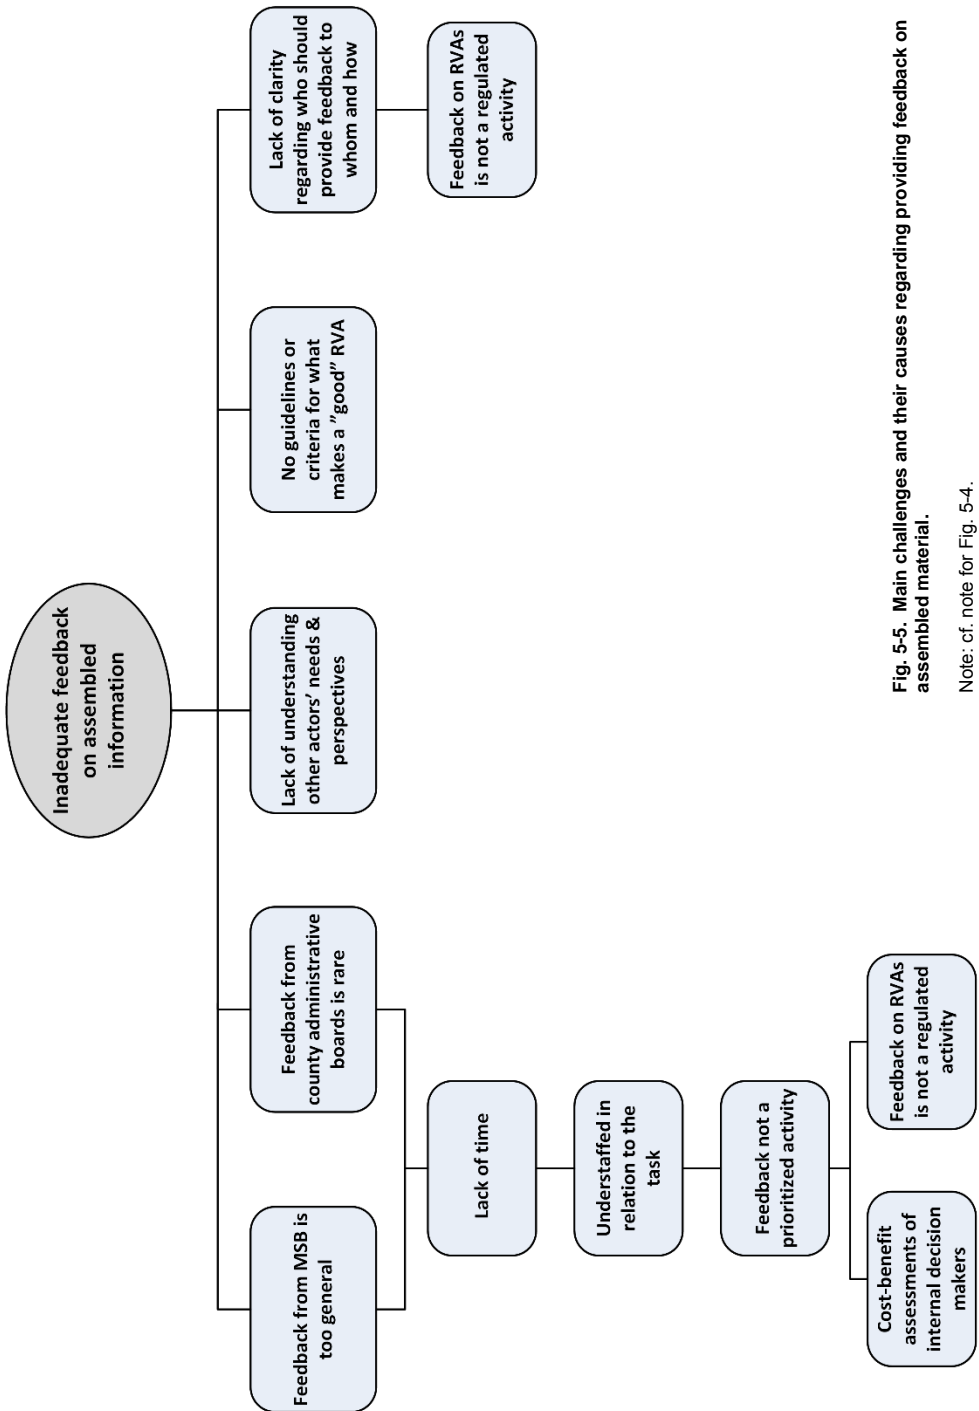 Inadequate feedback
on assembled
information
Feedback from MSB is
too general
Feedback from
county administrative
boards is rare
Lack of understanding
other actors’ needs &
perspectives
No guidelines or
criteria for what
makes a ”good” RVA
Lack of clarity
regarding who should
provide feedback to
whom and how
Lack of time
Feedback on RVAs
is not a regulated
activity
Understaffed in
relation to the
task
Feedback not a
prioritized activity
Cost-benefit
assessments of
internal decision
makers
Feedback on RVAs
is not a regulated
activity
Fig. 5-5. Main challenges and their causes regarding providing feedback on
assembled material.
Note: cf. note for Fig. 5-4.